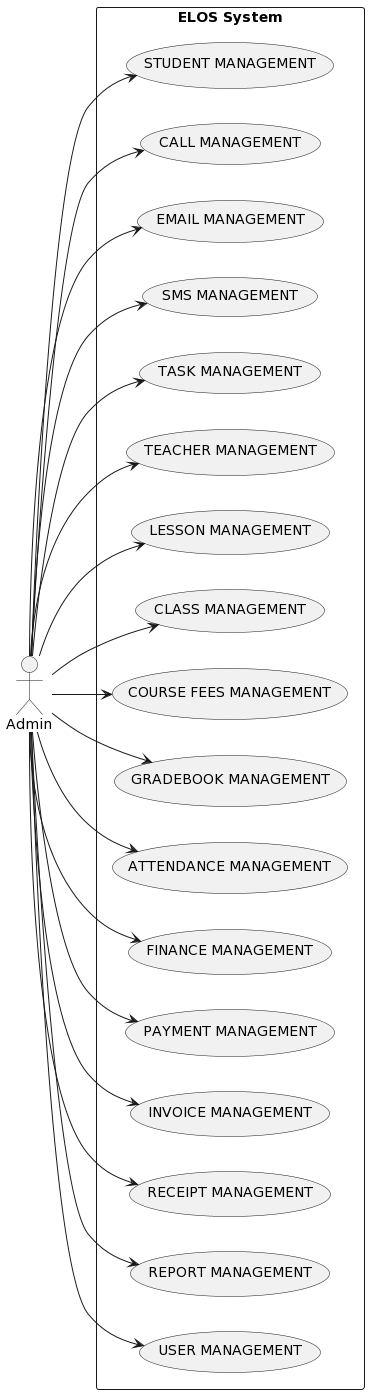 ELOS System
STUDENT MANAGEMENT
CALL MANAGEMENT
EMAIL MANAGEMENT
SMS MANAGEMENT
TASK MANAGEMENT
TEACHER MANAGEMENT
LESSON MANAGEMENT
CLASS MANAGEMENT
COURSE FEES MANAGEMENT
Admin
GRADEBOOK MANAGEMENT
ATTENDANCE MANAGEMENT
FINANCE MANAGEMENT
PAYMENT MANAGEMENT
INVOICE MANAGEMENT
RECEIPT MANAGEMENT
REPORT MANAGEMENT
USER MANAGEMENT